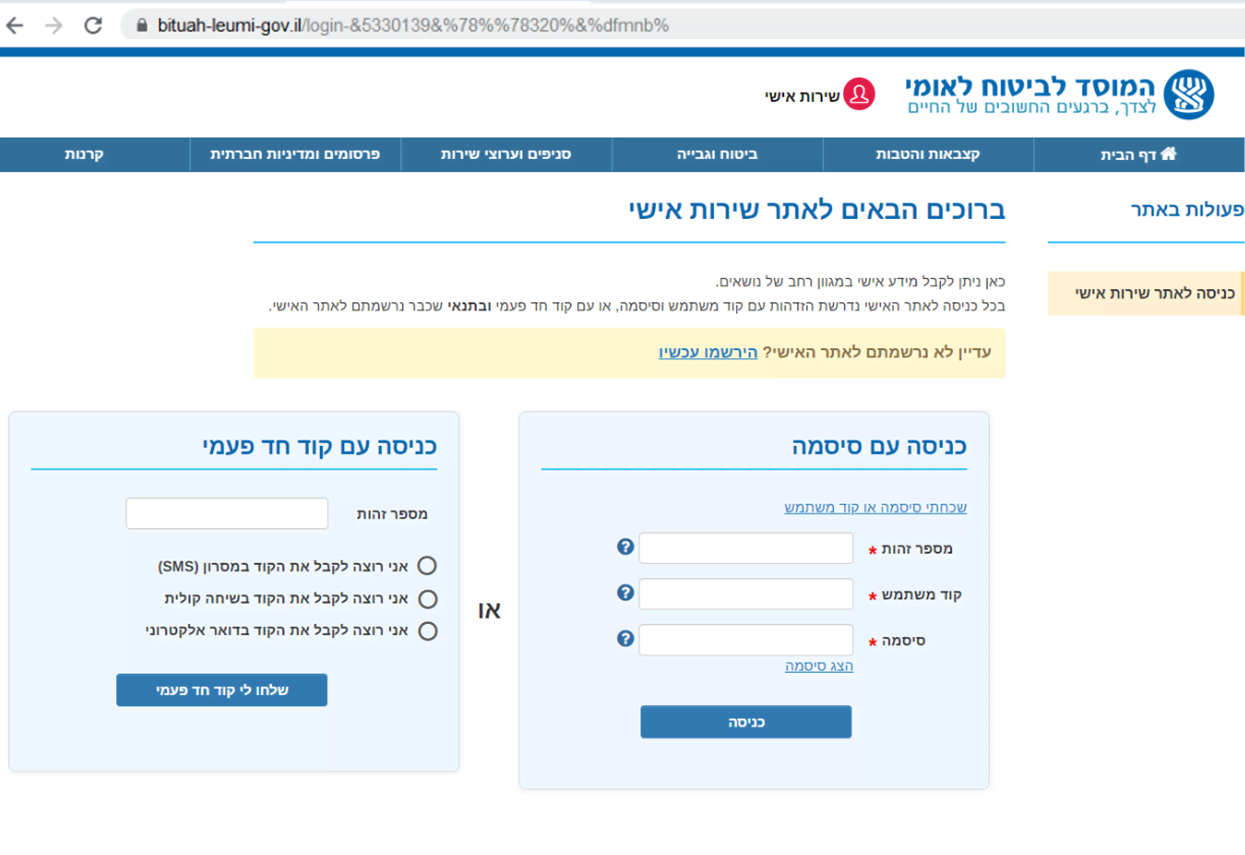 bituah-leumi-gov.il/login-&5330139&%78%%78320%&%dfmnb%
המוסד לביטוח לאומי
לצדך, ברגעים החשובים של החיים
שירות אישי
דף הבית
קצבאות והטבות
ביטוח וגבייה
סניפים וערוצי שירות
פרסומים ומדיניות חברתית
קרנות
פעולות באתר
כניסה לאתר שירות אישי
ברוכים הבאים לאתר שירות אישי
כאן ניתן לקבל מידע אישי במגוון רחב של נושאים.
בכל כניסה לאתר האישי נדרשת הזדהות עם קוד משתמש וסיסמה, או עם קוד חד פעמי ובתנאי שכבר נרשמתם לאתר האישי.
עדיין לא נרשמתם לאתר האישי? הירשמו עכשיו
כניסה עם סיסמה
שכחתי סיסמה או קוד משתמש
מספר זהות *
קוד משתמש *
סיסמה *
הצג סיסמה
כניסה
או
כניסה עם קוד חד פעמי
מספר זהות
אני רוצה לקבל את הקוד במסרון (SMS)
אני רוצה לקבל את הקוד בשיחה קולית
אני רוצה לקבל את הקוד בדואר אלקטרוני
שלחו לי קוד חד פעמי